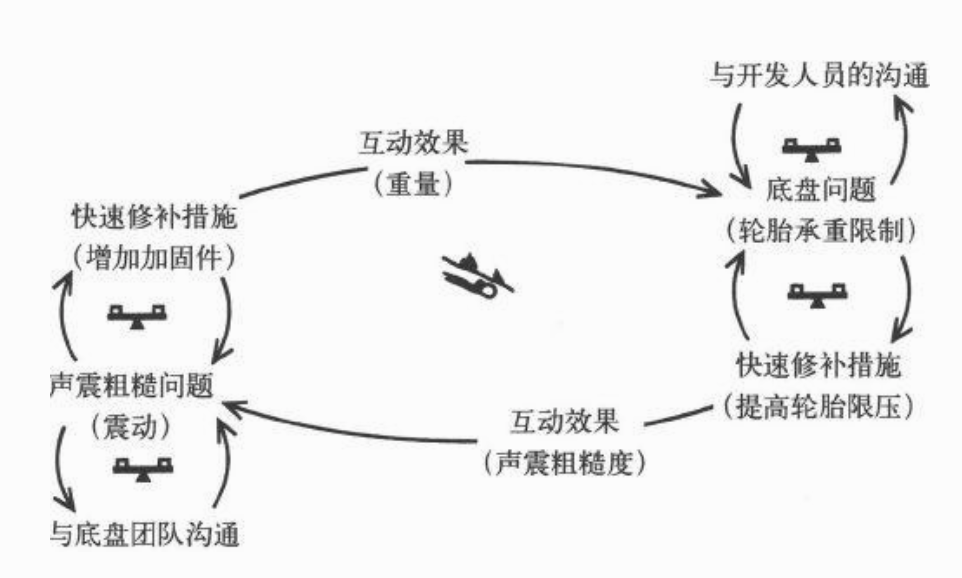 与开发人员的沟通
互动效果
(重量)
底盘问题
(轮胎承重限制)
快速修补措施
(增加加固件)
快速修补措施
(提高轮胎限压)
声震粗糙问题
(震动)
互动效果
(声震粗糙度)
与底盘团队沟通